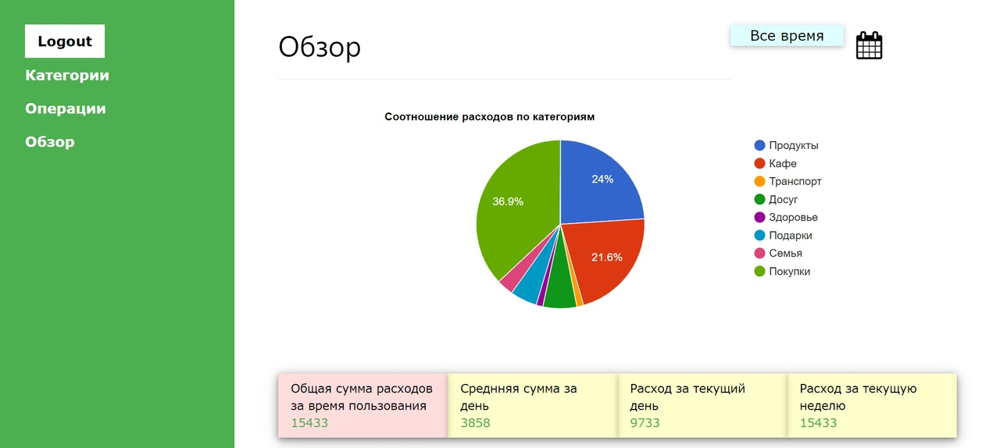 Logout
Категории
Операции
Обзор
Обзор
Все время
Соотношение расходов по категориям
24%
36.9%
21.6%
Продукты
Кафе
Транспорт
Досуг
Здоровье
Подарки
Семья
Покупки
Общая сумма расходов
за время пользования
15433
Среднняя сумма за
день
3858
Расход за текущий
день
9733
Расход за текущую
неделю
15433